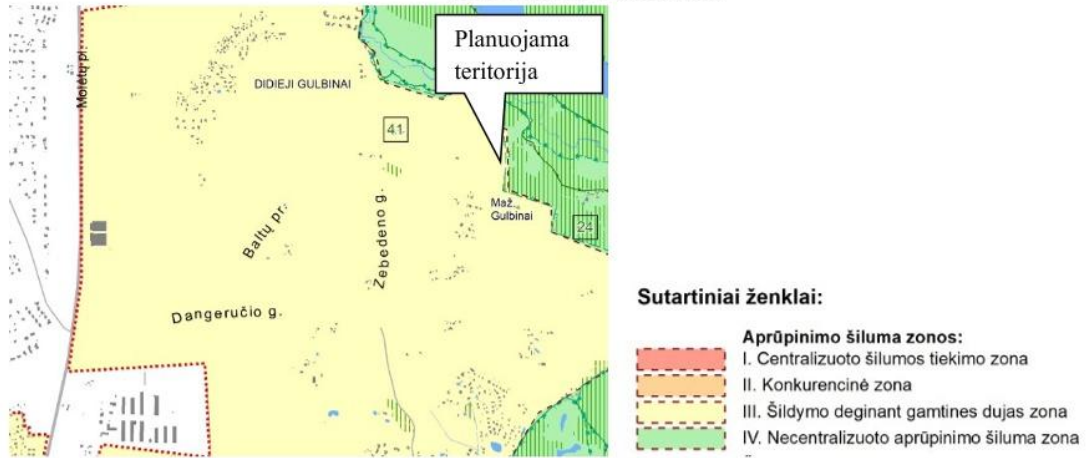 Molėtų pl.
Planuojama
teritorija
DIDIEJI GULBINAI
41
Maž.
Gulbinai
24
Baltų pr.
Zebedeno g.
Dangeručio g.
Sutartiniai ženklai:
Aprūpinimo šiluma zonos:
I. Centralizuoto šilumos tiekimo zona
II. Konkurencinė zona
III. Šildymo deginant gamtines dujas zona
IV. Necentralizuoto aprūpinimo šiluma zona